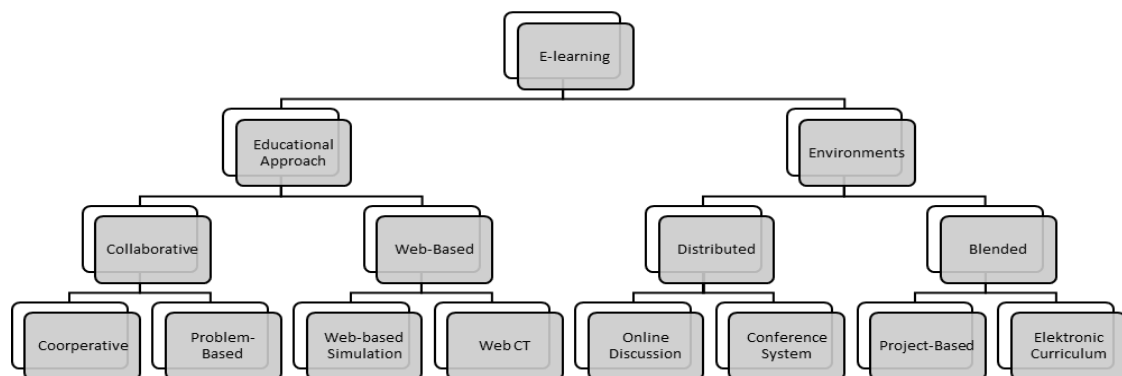 E-learning
Educational
Approach
Environments
Collaborative
Web-Based
Distributed
Blended
Coorperative
Problem-
Based
Web-based
Simulation
Web CT
Online
Discussion
Conference
System
Project-Based
Elektronic
Curriculum